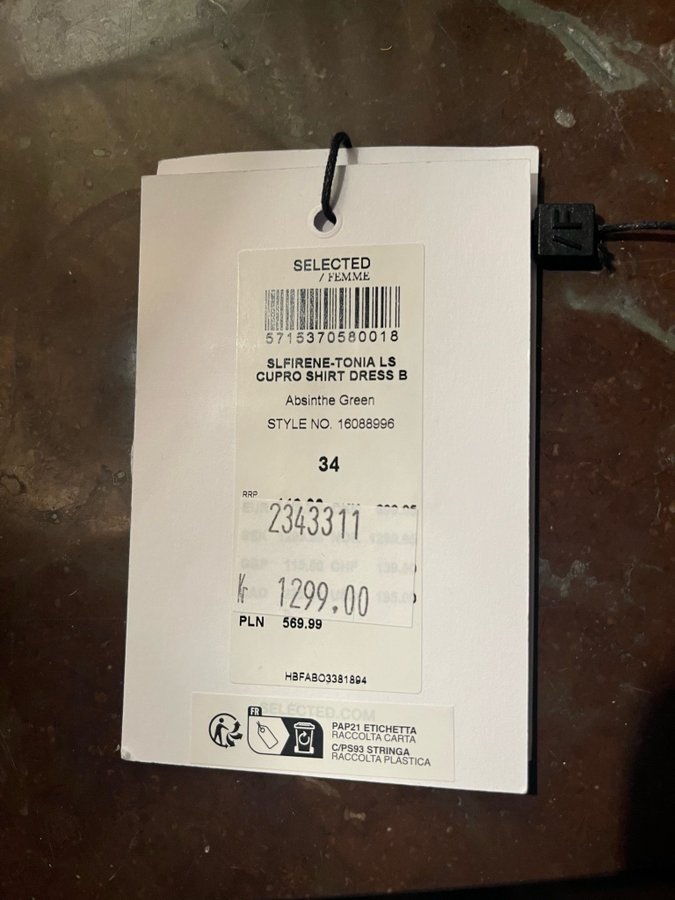 SELECTED
/ FEMME
5715370580018
SLFIRENE-TONIA LS
CUPRO SHIRT DRESS B
Absinthe Green
STYLE NO. 16088996
34
RRP
2343311
GBP CHF
Kr 1299.00
PLN 569.99
HBFABO3381894
SELECTED.COM
FR
PAP21 ETICHETTA
RACCOLTA CARTA
C/PS93 STRINGA
RACCOLTA PLASTICA
/F